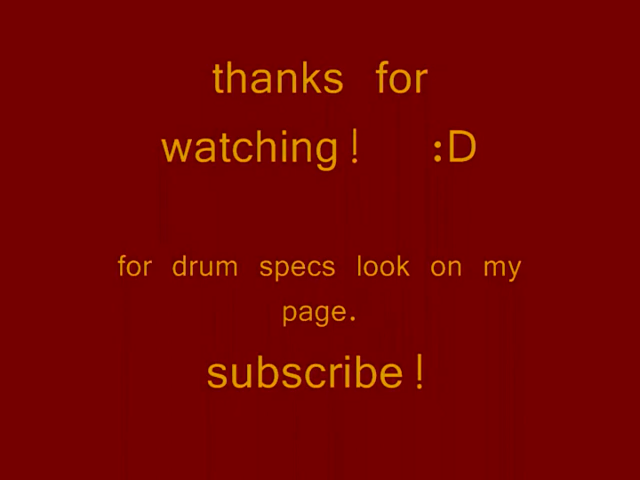 thanks for
watching! :D
for drum specs look on my
page.
subscribe!